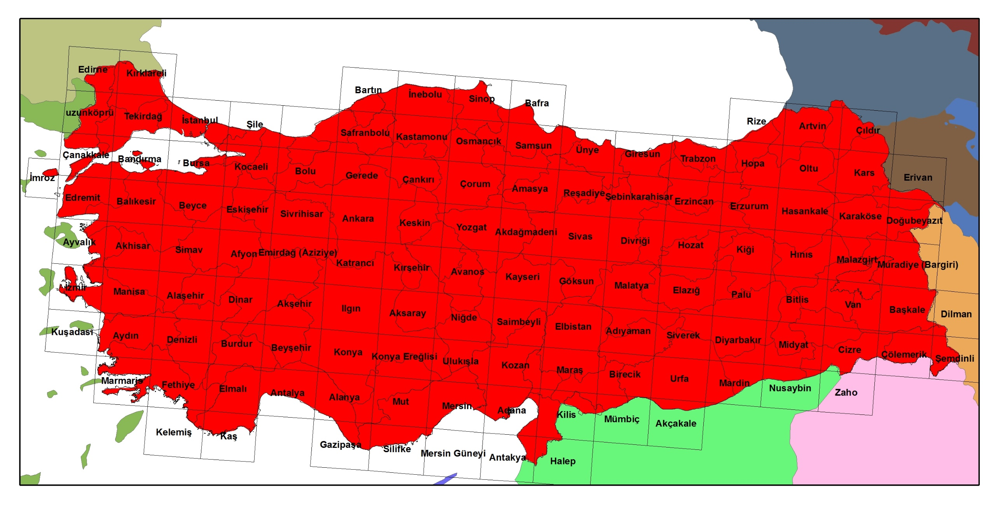 Edirne
Kırklareli
Bartın
İnebolu
Sinop
Bafra
uzunköprü
Tekirdağ
İstanbul
Şile
Safranbolu
Kastamonu
Osmancık
Samsun
Ünye
Giresun
Trabzon
Rize
Artvin
Çıldır
Çanakkale
Bandırma
Bursa
Kocaeli
Bolu
Gerede
Çankırı
Çorum
Amasya
Reşadiye
Şebinkarahisar
Erzincan
Hopa
Oltu
Kars
Erivan
İmroz
Edremit
Balıkesir
Beyce
Eskişehir
Sivrihisar
Ankara
Keskin
Yozgat
Akdağmadeni
Sivas
Divriği
Hozat
Erzurum
Hasankale
Karaköse
Doğubeyazıt
Ayvalık
Akhisar
Simav
Afyon
Emirdağ (Aziziye)
Katrancı
Kırşehir
Avanos
Kayseri
Göksun
Malatya
Elazığ
Kiği
Hınıs
Malazgirt
Muradiye (Bargiri)
İzmir
Manisa
Alaşehir
Dinar
Akşehir
Ilgın
Aksaray
Niğde
Saimbeyli
Elbistan
Adıyaman
Siverek
Palu
Bitlis
Van
Başkale
Dilman
Kuşadası
Aydın
Denizli
Burdur
Beyşehir
Konya
Konya Ereğlisi
Ulukışla
Kozan
Maraş
Birecik
Urfa
Diyarbakır
Midyat
Cizre
Çölemerik
Şemdinli
Marmaris
Fethiye
Elmalı
Antalya
Alanya
Mut
Mersin
Adana
Kilis
Mümbiç
Akçakale
Mardin
Nusaybin
Zaho
Kelemiş
Kaş
Gazipaşa
Silifke
Mersin Güneyi
Antakya
Halep